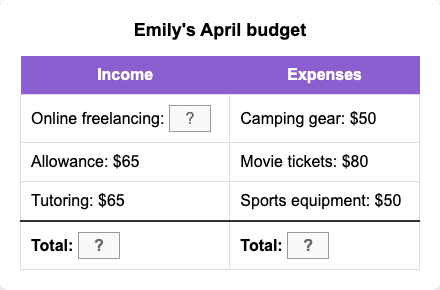 Emily's April budget
Income Expenses
Online freelancing: ? Camping gear: $50
Allowance: $65 Movie tickets: $80
Tutoring: $65 Sports equipment: $50
Total: ? Total: ?